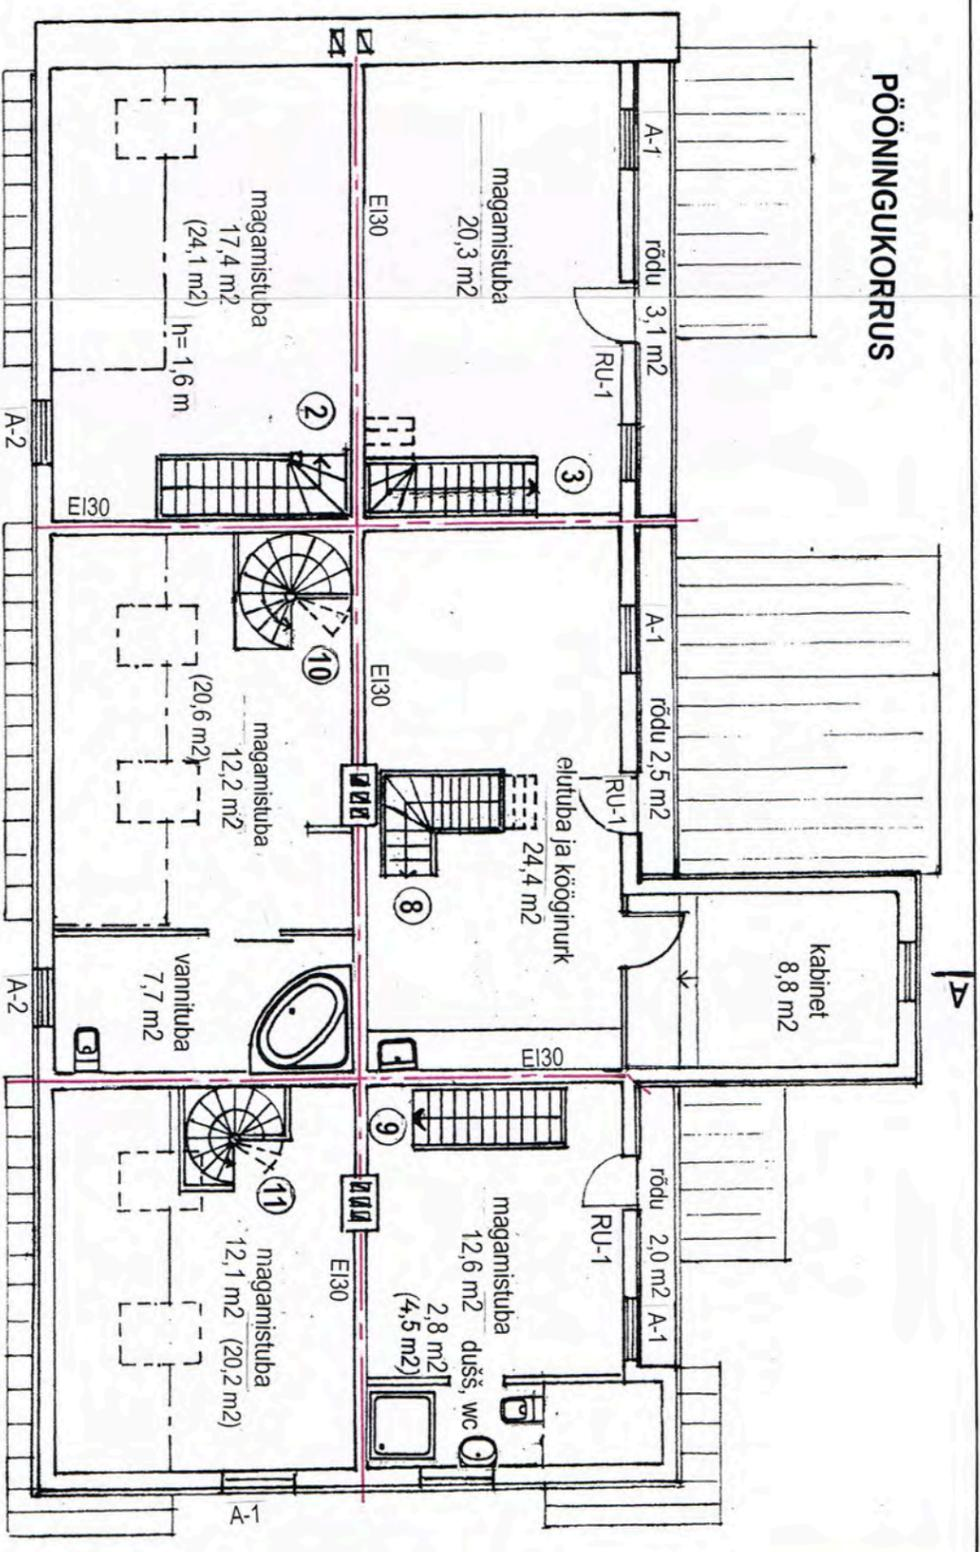 PÖÖNINGUKORRUS
A-1
rõdu 3,1 m2
RU-1
magamistuba
20,3 m2
3
EI30
magamistuba
17,4 m2
(24,1 m2) h= 1,6 m
2
A-2
EI30
A-1
rõdu 2,5 m2
RU-1
elutuba ja kööginurk
24,4 m2
8
kabinet
8,8 m2
A
EI30
EI30
10
magamistuba
12,2 m2
(20,6 m2)
vannituba
7,7 m2
A-2
rõdu 2,0 m2 A-1
RU-1
9
magamistuba
12,6 m2 dušš, wc
2,8 m2
(4,5 m2)
EI30
11
magamistuba
12,1 m2 (20,2 m2)
A-1